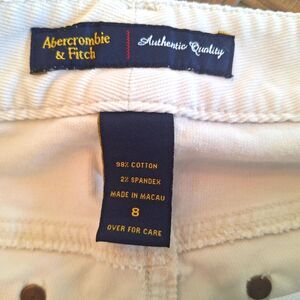 Abercrombie
& Fitch
Authentic Quality
98% COTTON
2% SPANDEX
MADE IN MACAU
8
OVER FOR CARE